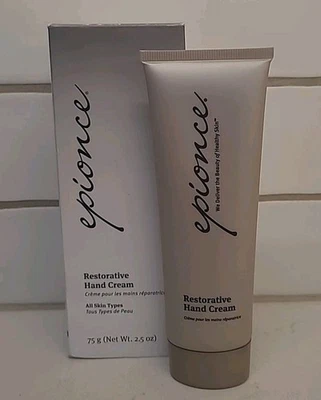 epionce®
Restorative
Hand Cream
Crème pour les mains réparatrice
All Skin Types
Tous Types de Peau
75 g (Net Wt. 2.5 oz)
epionce®
We Deliver the Beauty of Healthy Skin™
Restorative
Hand Cream
Crème pour les mains réparatrice